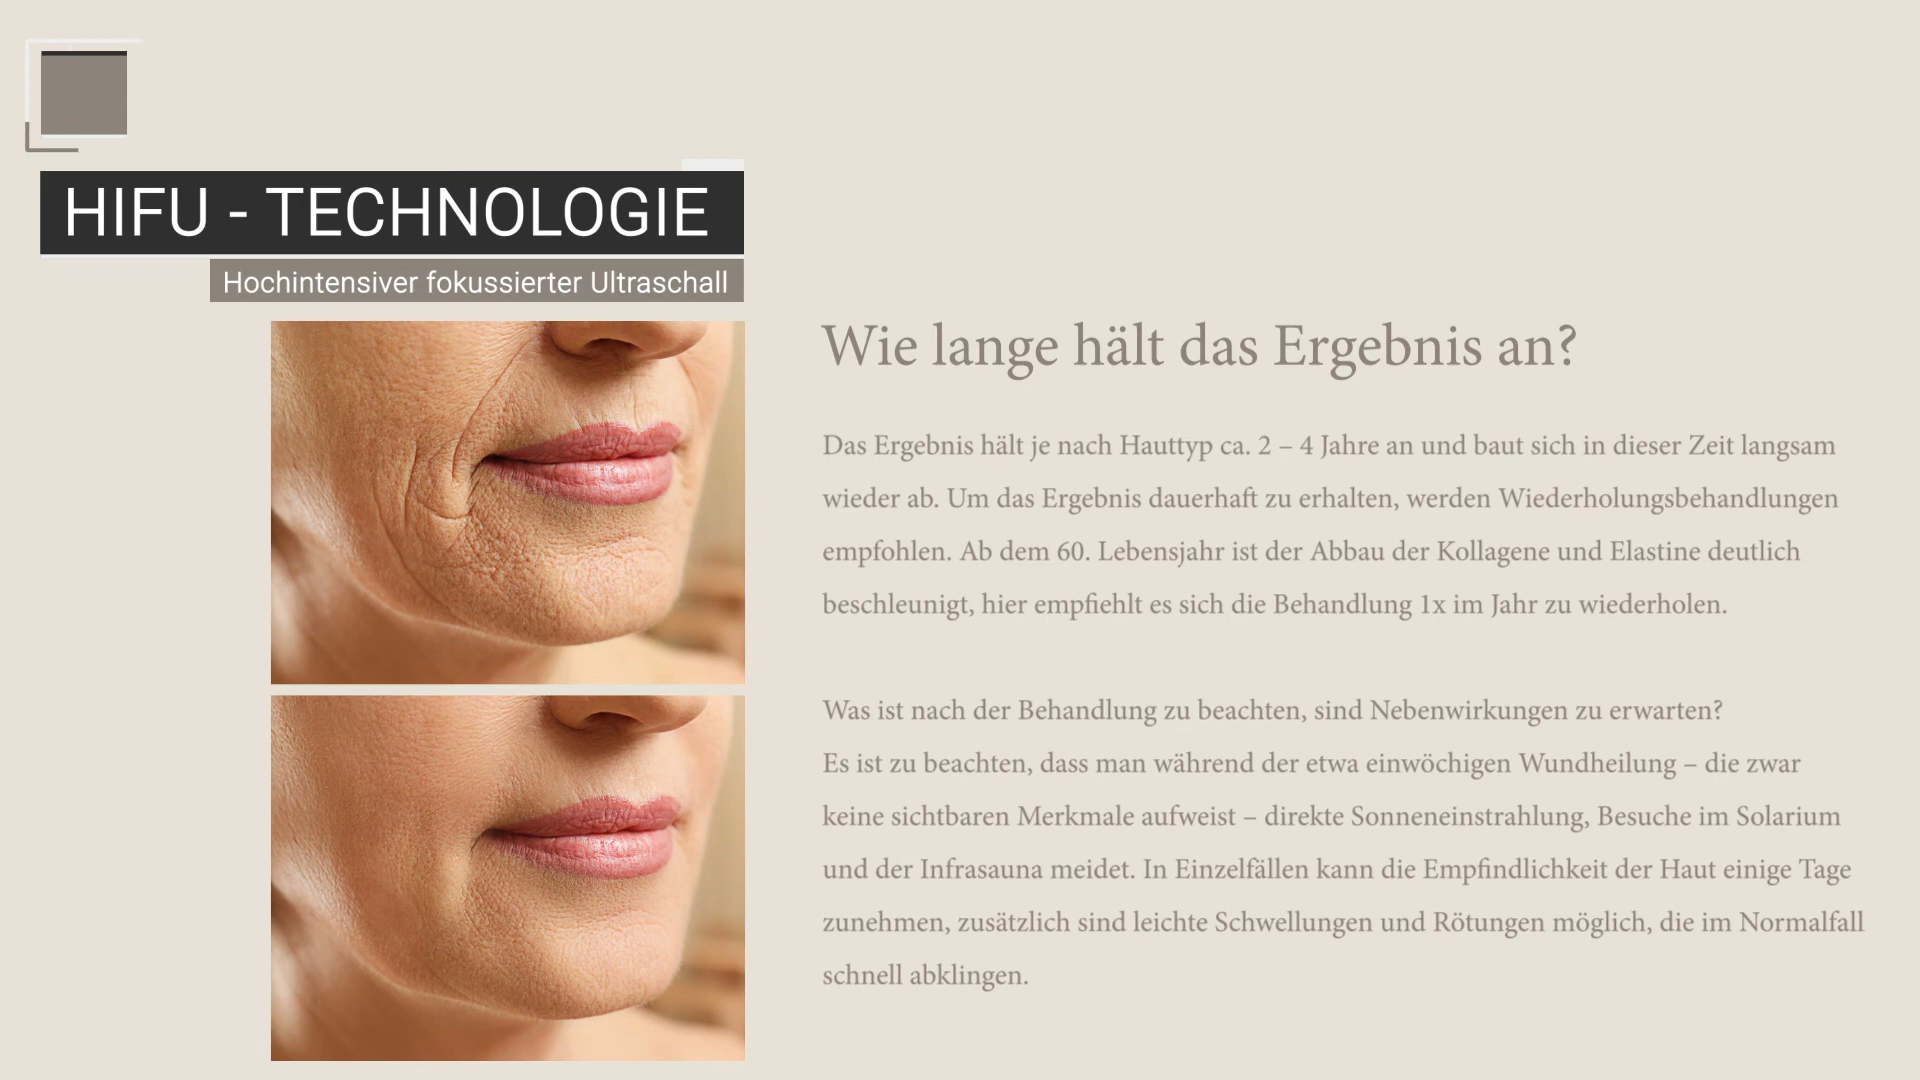 HIFU - TECHNOLOGIE
Hochintensiver fokussierter Ultraschall
Wie lange hält das Ergebnis an?
Das Ergebnis hält je nach Hauttyp ca. 2 – 4 Jahre an und baut sich in dieser Zeit langsam
wieder ab. Um das Ergebnis dauerhaft zu erhalten, werden Wiederholungsbehandlungen
empfohlen. Ab dem 60. Lebensjahr ist der Abbau der Kollagene und Elastine deutlich
beschleunigt, hier empfiehlt es sich die Behandlung 1x im Jahr zu wiederholen.
Was ist nach der Behandlung zu beachten, sind Nebenwirkungen zu erwarten?
Es ist zu beachten, dass man während der etwa einwöchigen Wundheilung – die zwar
keine sichtbaren Merkmale aufweist – direkte Sonneneinstrahlung, Besuche im Solarium
und der Infrasauna meidet. In Einzelfällen kann die Empfindlichkeit der Haut einige Tage
zunehmen, zusätzlich sind leichte Schwellungen und Rötungen möglich, die im Normalfall
schnell abklingen.